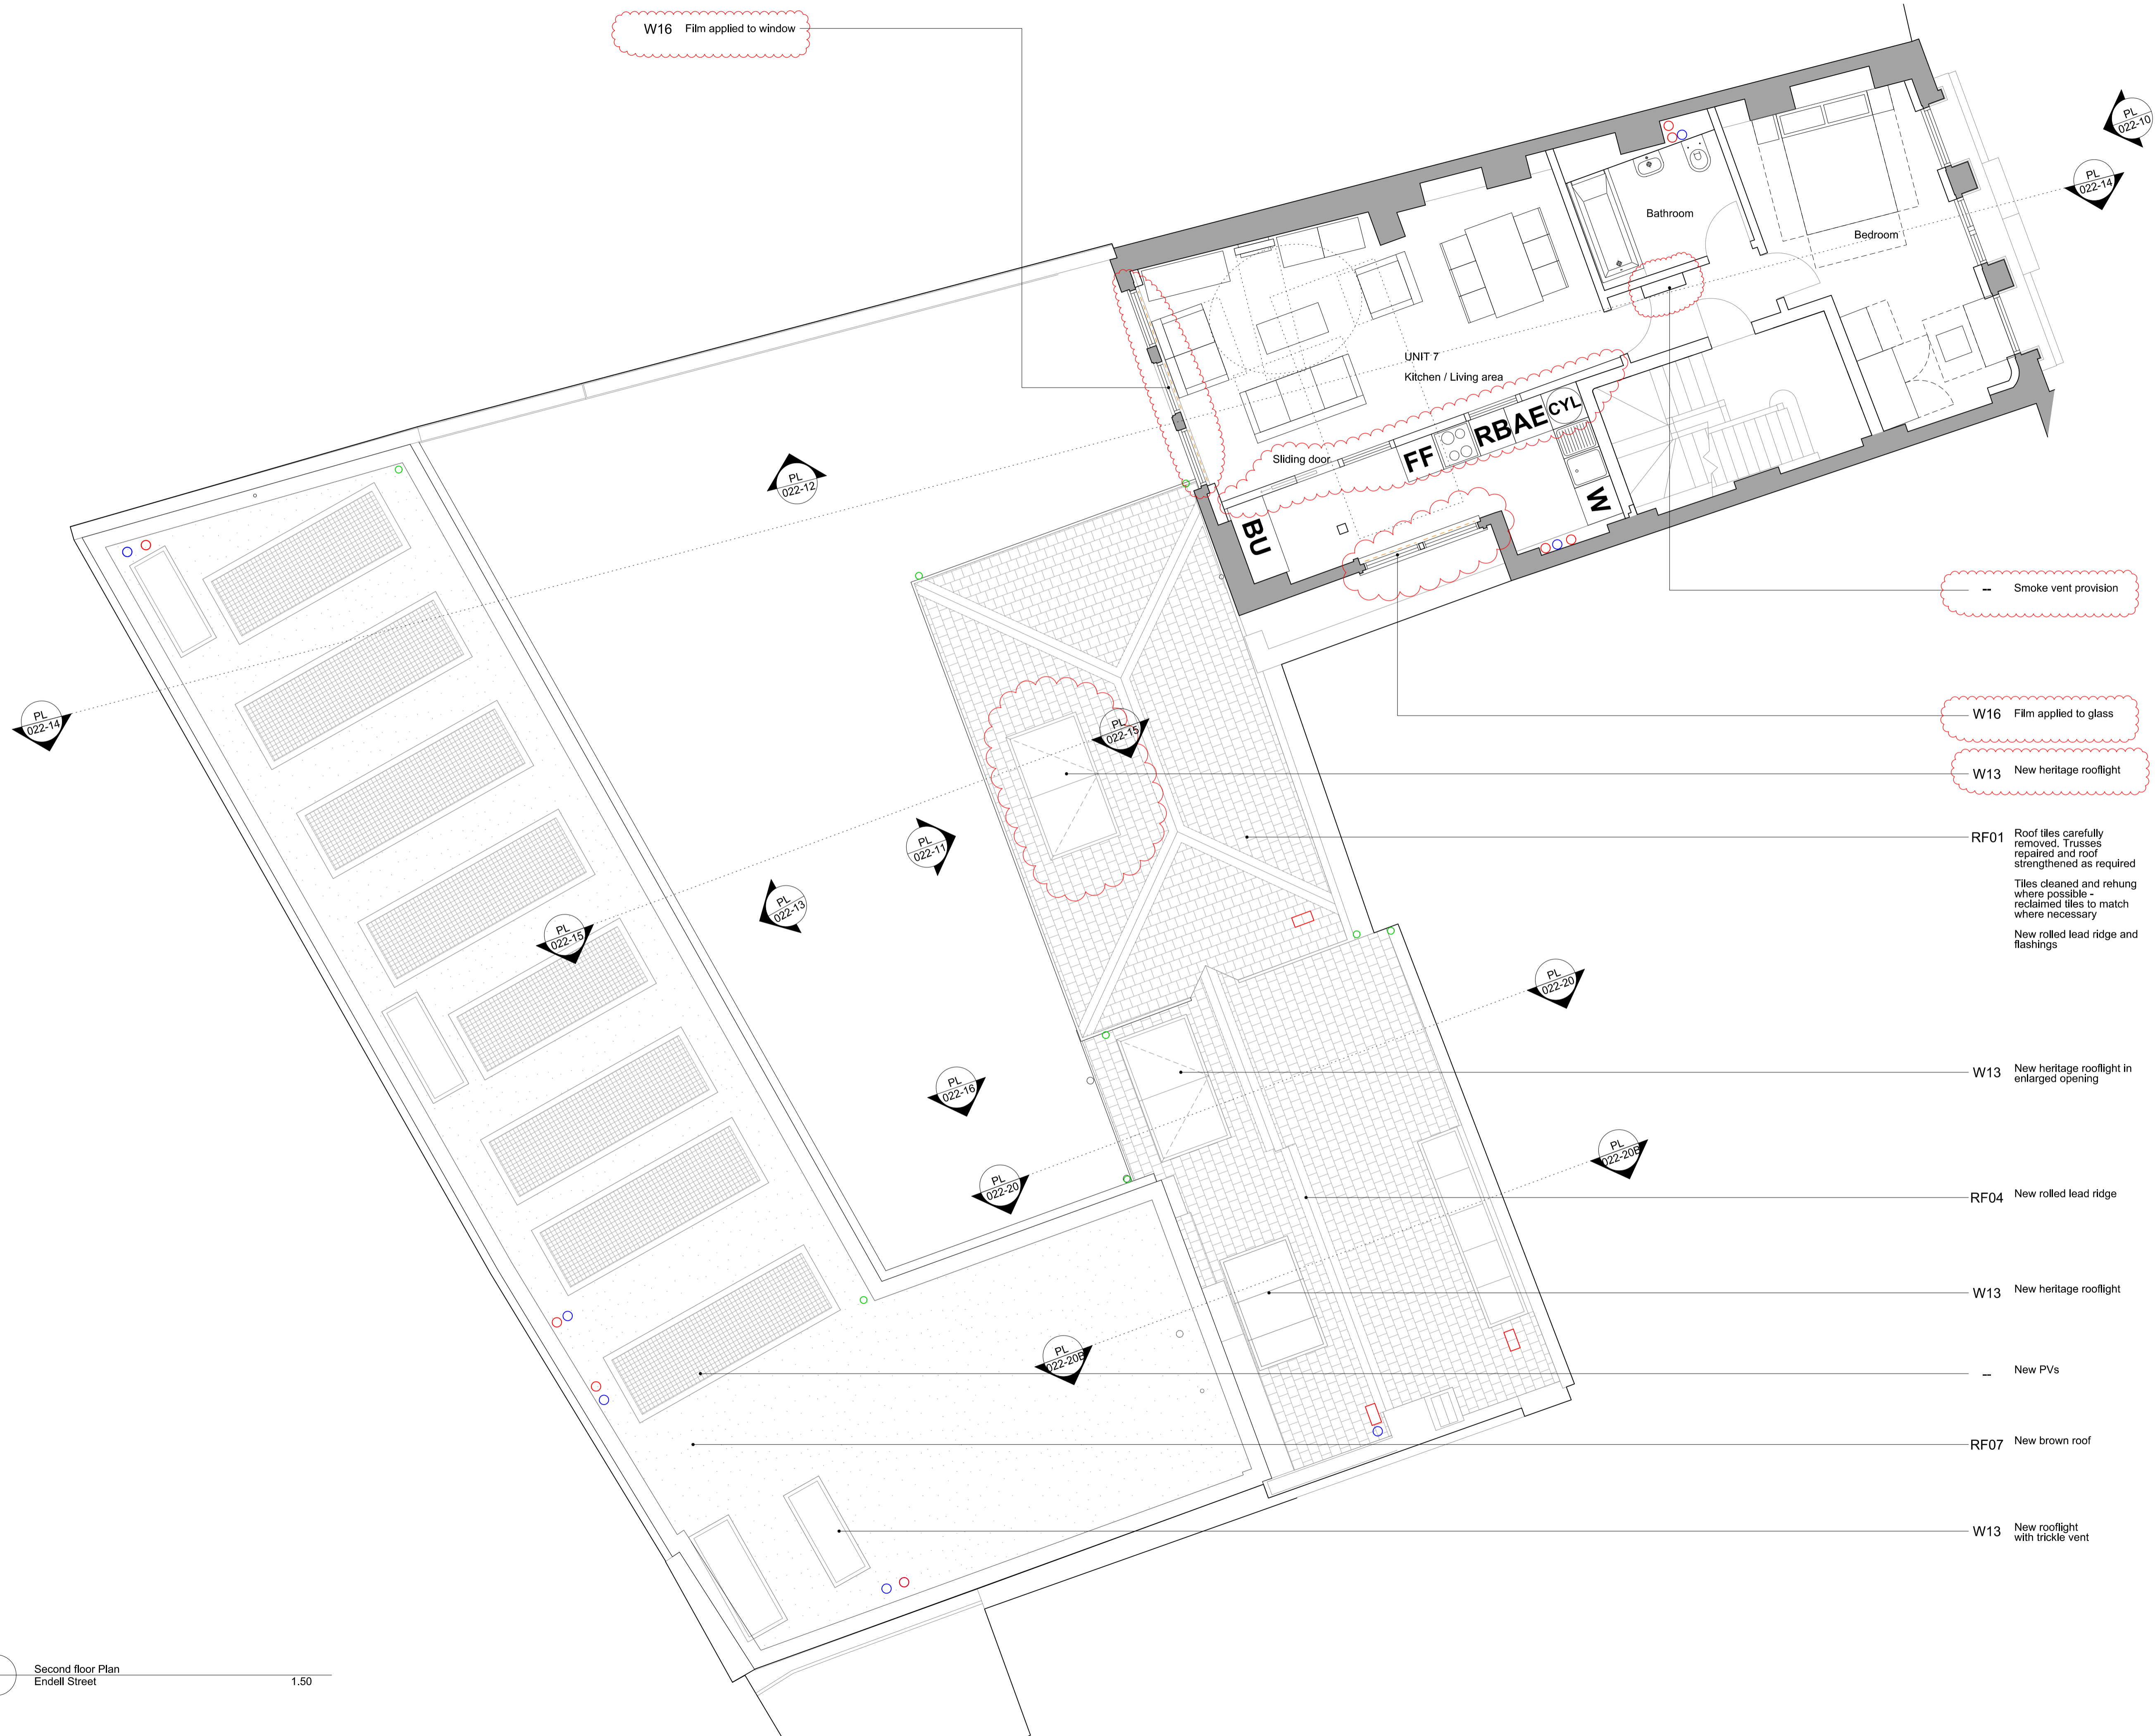 W16 Film applied to window
PL
022-10
PL
022-14
Bathroom
Bedroom
UNIT 7
Kitchen / Living area
Sliding door
FF
RB
AE
CYL
W
BU
PL
022-12
-- Smoke vent provision
PL
022-14
PL
022-15
W16 Film applied to glass
W13 New heritage rooflight
RF01 Roof tiles carefully
removed. Trusses
repaired and roof
strengthened as required
Tiles cleaned and rehung
where possible -
reclaimed tiles to match
where necessary
New rolled lead ridge and
flashings
PL
022-11
PL
022-13
PL
022-15
PL
022-20
W13 New heritage rooflight in
enlarged opening
PL
022-16
PL
022-20B
PL
022-20
RF04 New rolled lead ridge
W13 New heritage rooflight
PL
022-20B
-- New PVs
RF07 New brown roof
W13 New rooflight
with trickle vent
Second floor Plan
Endell Street 1.50